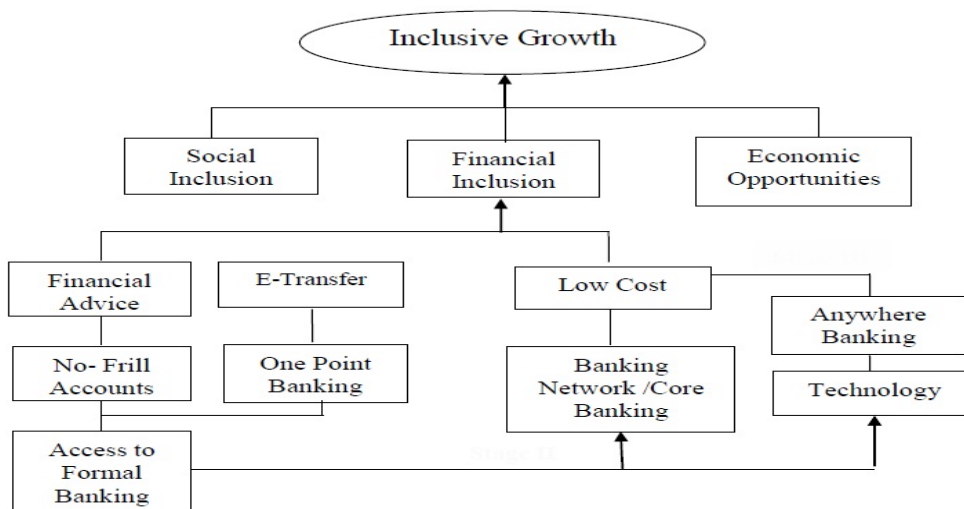 Inclusive Growth
Social
Inclusion
Financial
Inclusion
Economic
Opportunities
Financial
Advice
E-Transfer
Low Cost
Anywhere
Banking
No- Frill
Accounts
One Point
Banking
Banking
Network /Core
Banking
Technology
Access to
Formal
Banking